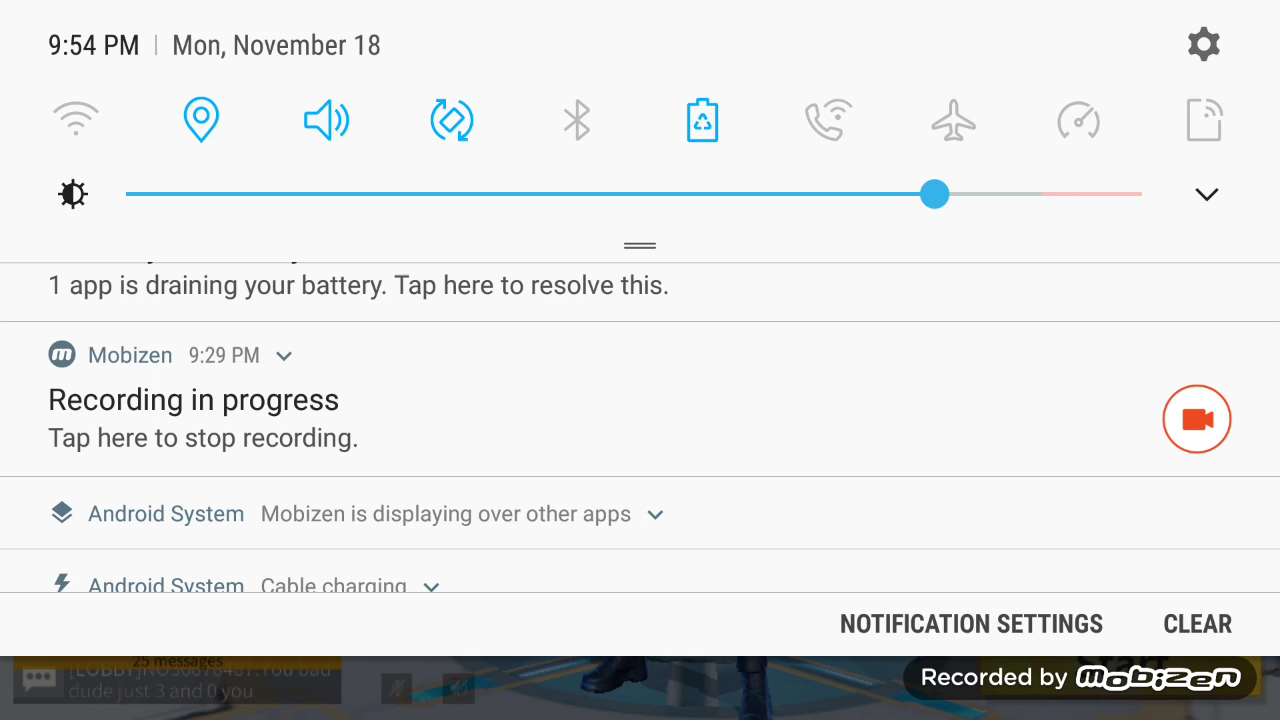 9:54 PM | Mon, November 18
1 app is draining your battery. Tap here to resolve this.
m Mobizen 9:29 PM
Recording in progress
Tap here to stop recording.
Android System Mobizen is displaying over other apps
Android System Cable charging
NOTIFICATION SETTINGS CLEAR
25 messages
You bad
dude just 3 and 0 you
Recorded by mobizen